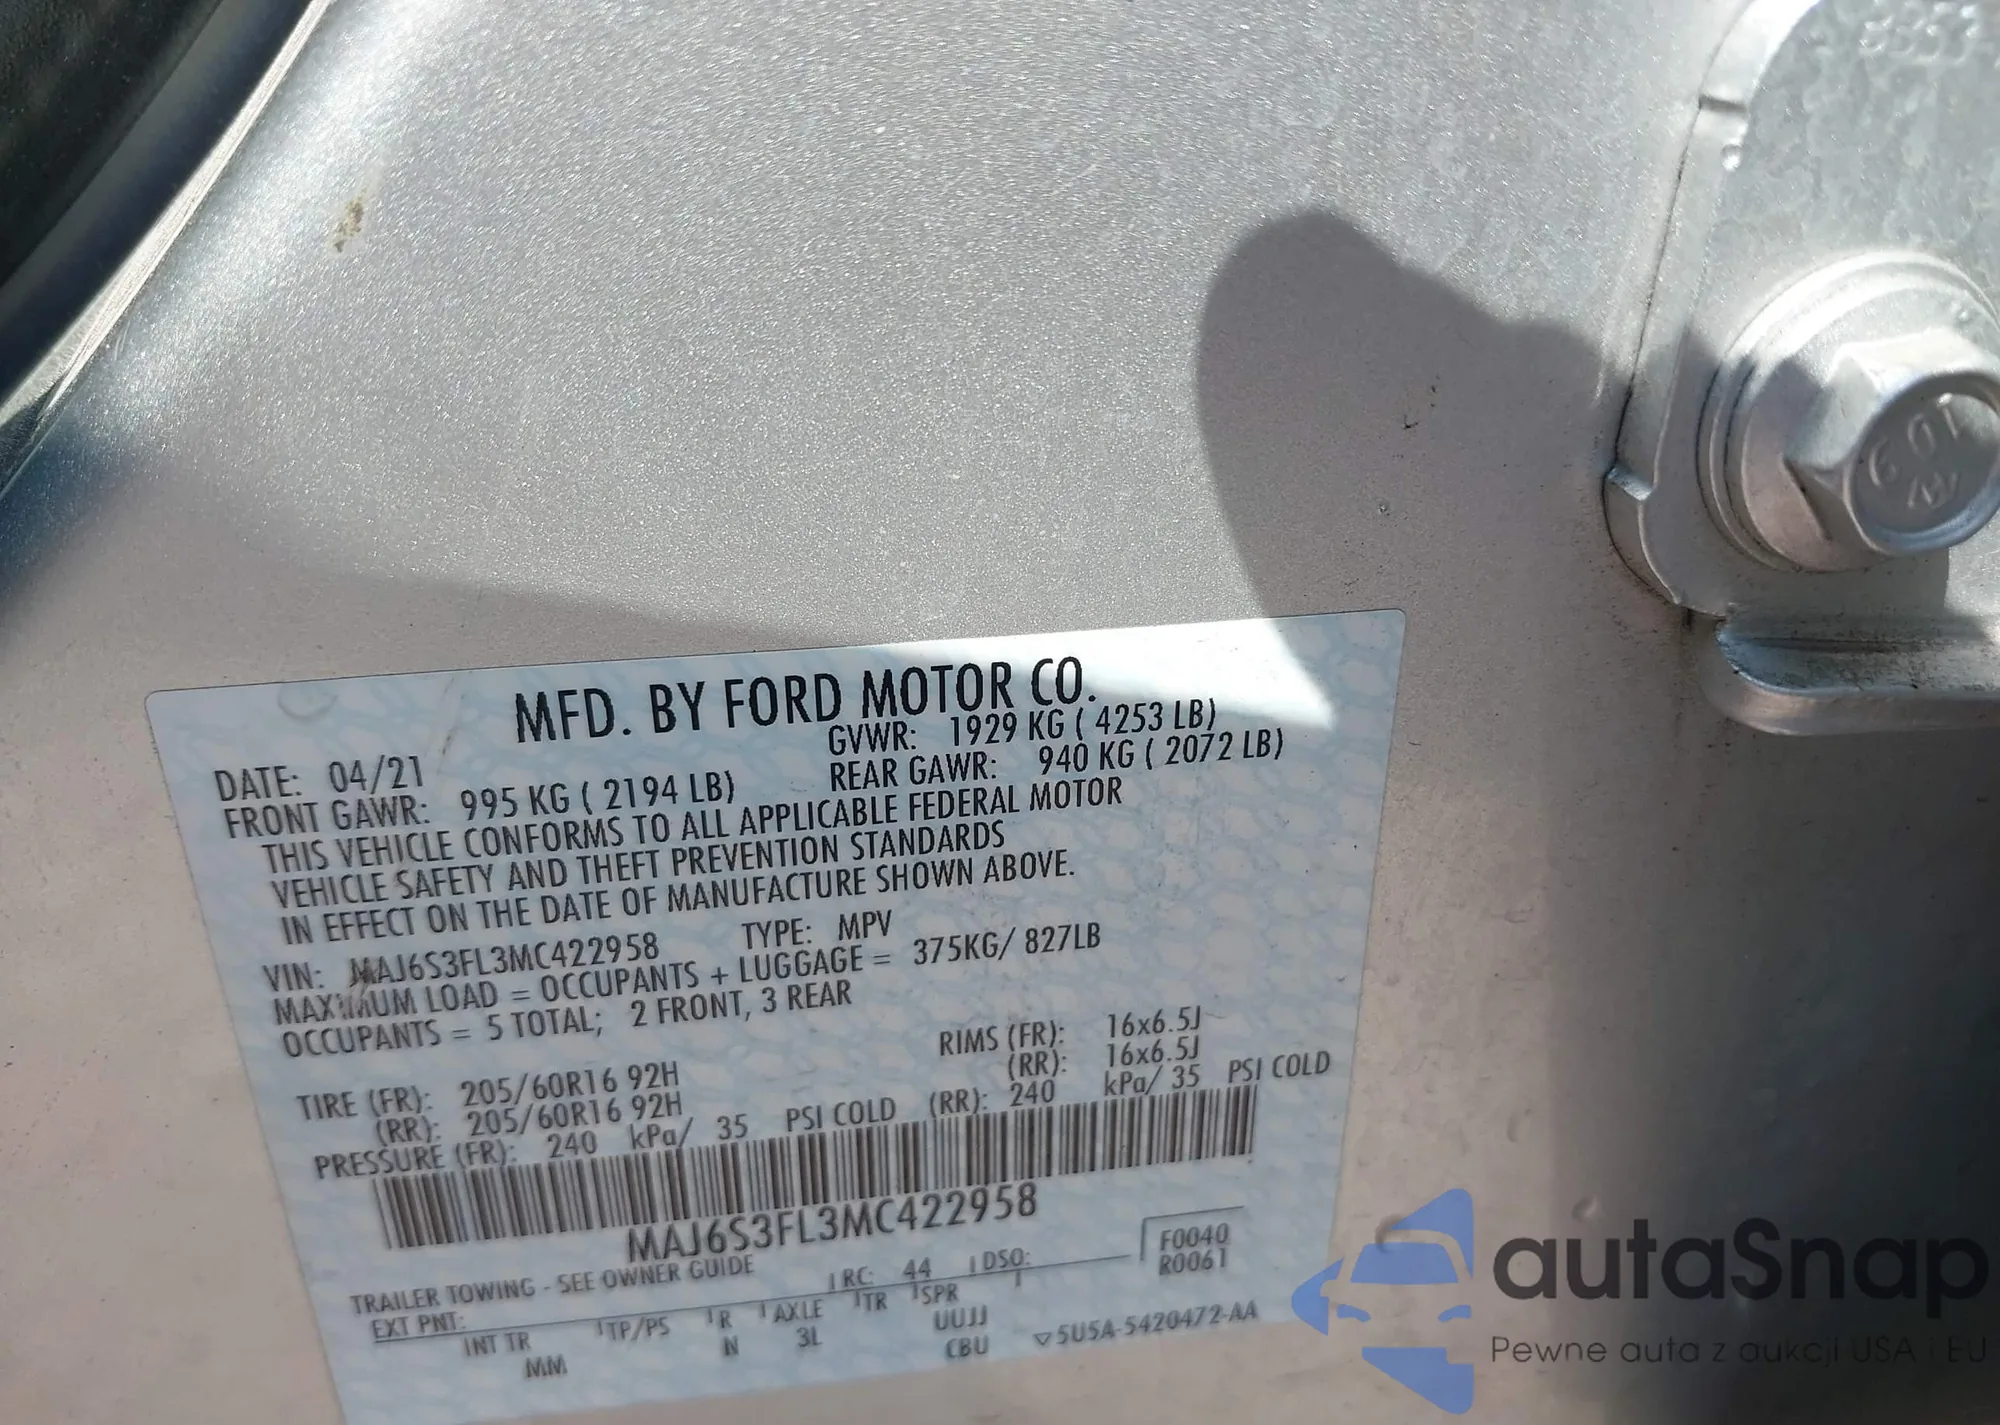 MFD. BY FORD MOTOR CO.
DATE: 04/21 GVWR: 1929 KG ( 4253 LB)
FRONT GAWR: 995 KG ( 2194 LB) REAR GAWR: 940 KG ( 2072 LB)
THIS VEHICLE CONFORMS TO ALL APPLICABLE FEDERAL MOTOR
VEHICLE SAFETY AND THEFT PREVENTION STANDARDS
IN EFFECT ON THE DATE OF MANUFACTURE SHOWN ABOVE.
VIN: MAJ6S3FL3MC422958 TYPE: MPV
MAXIMUM LOAD = OCCUPANTS + LUGGAGE = 375KG/ 827LB
OCCUPANTS = 5 TOTAL; 2 FRONT, 3 REAR
TIRE (FR): 205/60R16 92H RIMS (FR): 16x6.5J
(RR): 205/60R16 92H (RR): 16x6.5J
PRESSURE (FR): 240 kPa/ 35 PSI COLD (RR): 240 kPa/ 35 PSI COLD
MAJ6S3FL3MC422958
TRAILER TOWING - SEE OWNER GUIDE
F0040
R0061
EXT PNT: RC: 44 DSO:
INT TR TP/PS R AXLE TR SPR
MM N 3L UUJJ
CBU 5U5A-5420472-AA
10.9
autaSnap
Pewne auta z aukcji USA i EU